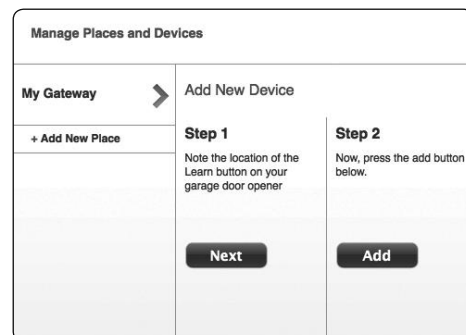 Manage Places and Devices
My Gateway
+ Add New Place
Add New Device
Step 1
Note the location of the
Learn button on your
garage door opener
Next
Step 2
Now, press the add button
below.
Add